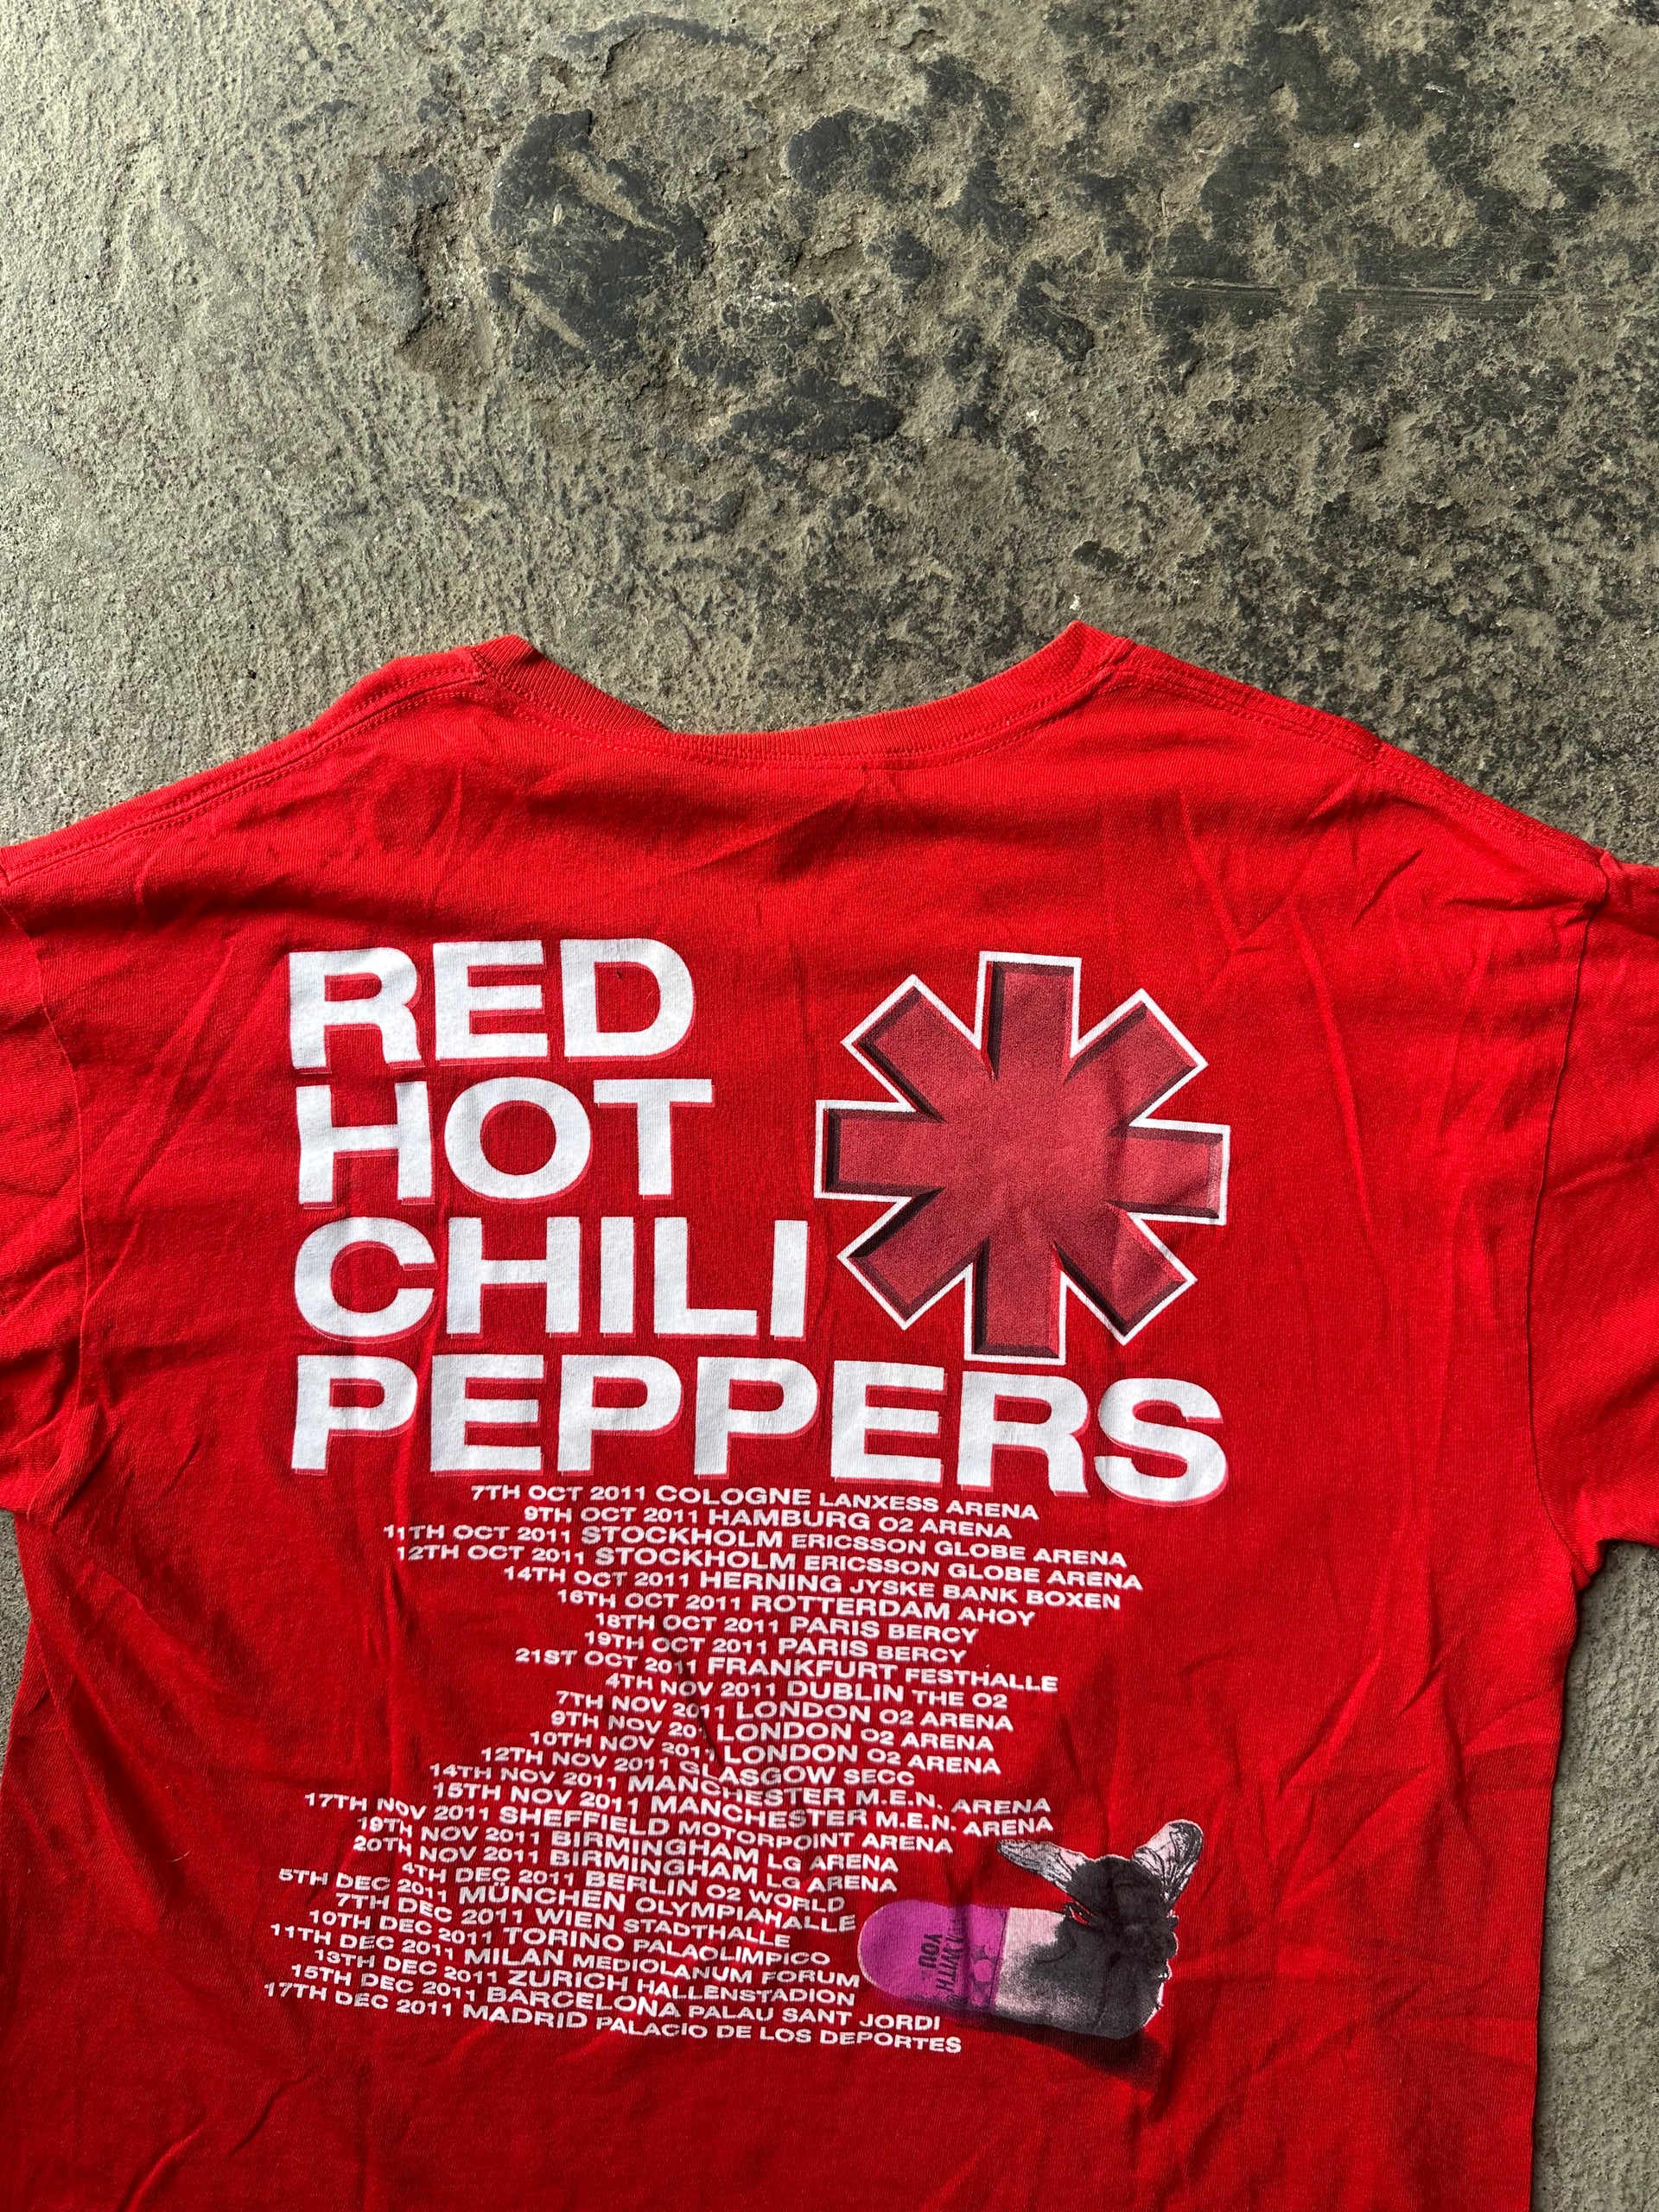 RED
HOT
CHILI
PEPPERS
7TH OCT 2011 COLOGNE LANXESS ARENA
9TH OCT 2011 HAMBURG O2 ARENA
11TH OCT 2011 STOCKHOLM ERICSSON GLOBE ARENA
12TH OCT 2011 STOCKHOLM ERICSSON GLOBE ARENA
14TH OCT 2011 HERNING JYSKE BANK BOXEN
16TH OCT 2011 ROTTERDAM AHOY
18TH OCT 2011 PARIS BERCY
19TH OCT 2011 PARIS BERCY
21ST OCT 2011 FRANKFURT FESTHALLE
4TH NOV 2011 DUBLIN THE O2
7TH NOV 2011 LONDON O2 ARENA
9TH NOV 2011 LONDON O2 ARENA
10TH NOV 2011 LONDON O2 ARENA
12TH NOV 2011 GLASGOW SECC
14TH NOV 2011 MANCHESTER M.E.N. ARENA
15TH NOV 2011 MANCHESTER M.E.N. ARENA
17TH NOV 2011 SHEFFIELD MOTORPOINT ARENA
19TH NOV 2011 BIRMINGHAM LG ARENA
20TH NOV 2011 BIRMINGHAM LG ARENA
4TH DEC 2011 BERLIN O2 WORLD
5TH DEC 2011 MÜNCHEN OLYMPIAHALLE
7TH DEC 2011 WIEN STADTHALLE
10TH DEC 2011 TORINO PALAOLIMPICO
11TH DEC 2011 MILAN MEDIOLANUM FORUM
13TH DEC 2011 ZURICH HALLENSTADION
15TH DEC 2011 BARCELONA PALAU SANT JORDI
17TH DEC 2011 MADRID PALACIO DE LOS DEPORTES
WITH
YOU